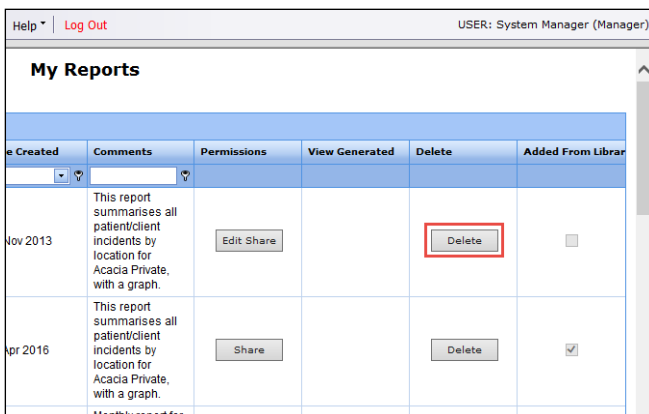 Help Log Out USER: System Manager (Manager)
My Reports
e Created Comments Permissions View Generated Delete Added From Librar
This report
summarises all
patient/client
Nov 2013 incidents by Edit Share Delete
location for
Acacia Private,
with a graph.
This report
summarises all
patient/client
Apr 2016 incidents by Share Delete
location for
Acacia Private,
with a graph.
Monthly report for